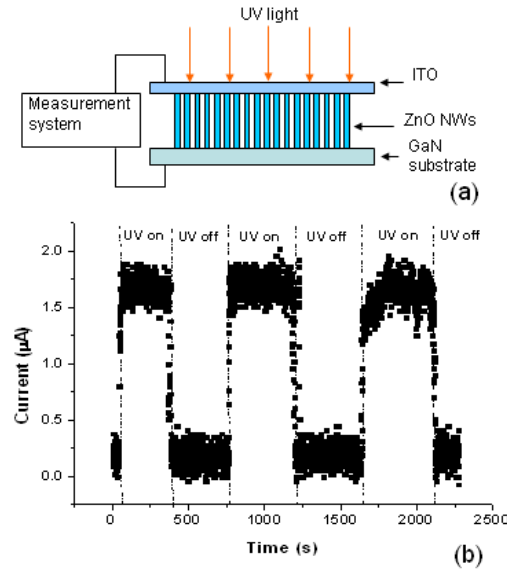 UV light
ITO
Measurement
system
ZnO NWs
GaN
substrate
(a)
UV on
UV off
UV on
UV off
UV on
UV off
2.0
1.5
1.0
0.5
0.0
Current (µA)
0
500
1000
1500
2000
2500
Time (s)
(b)